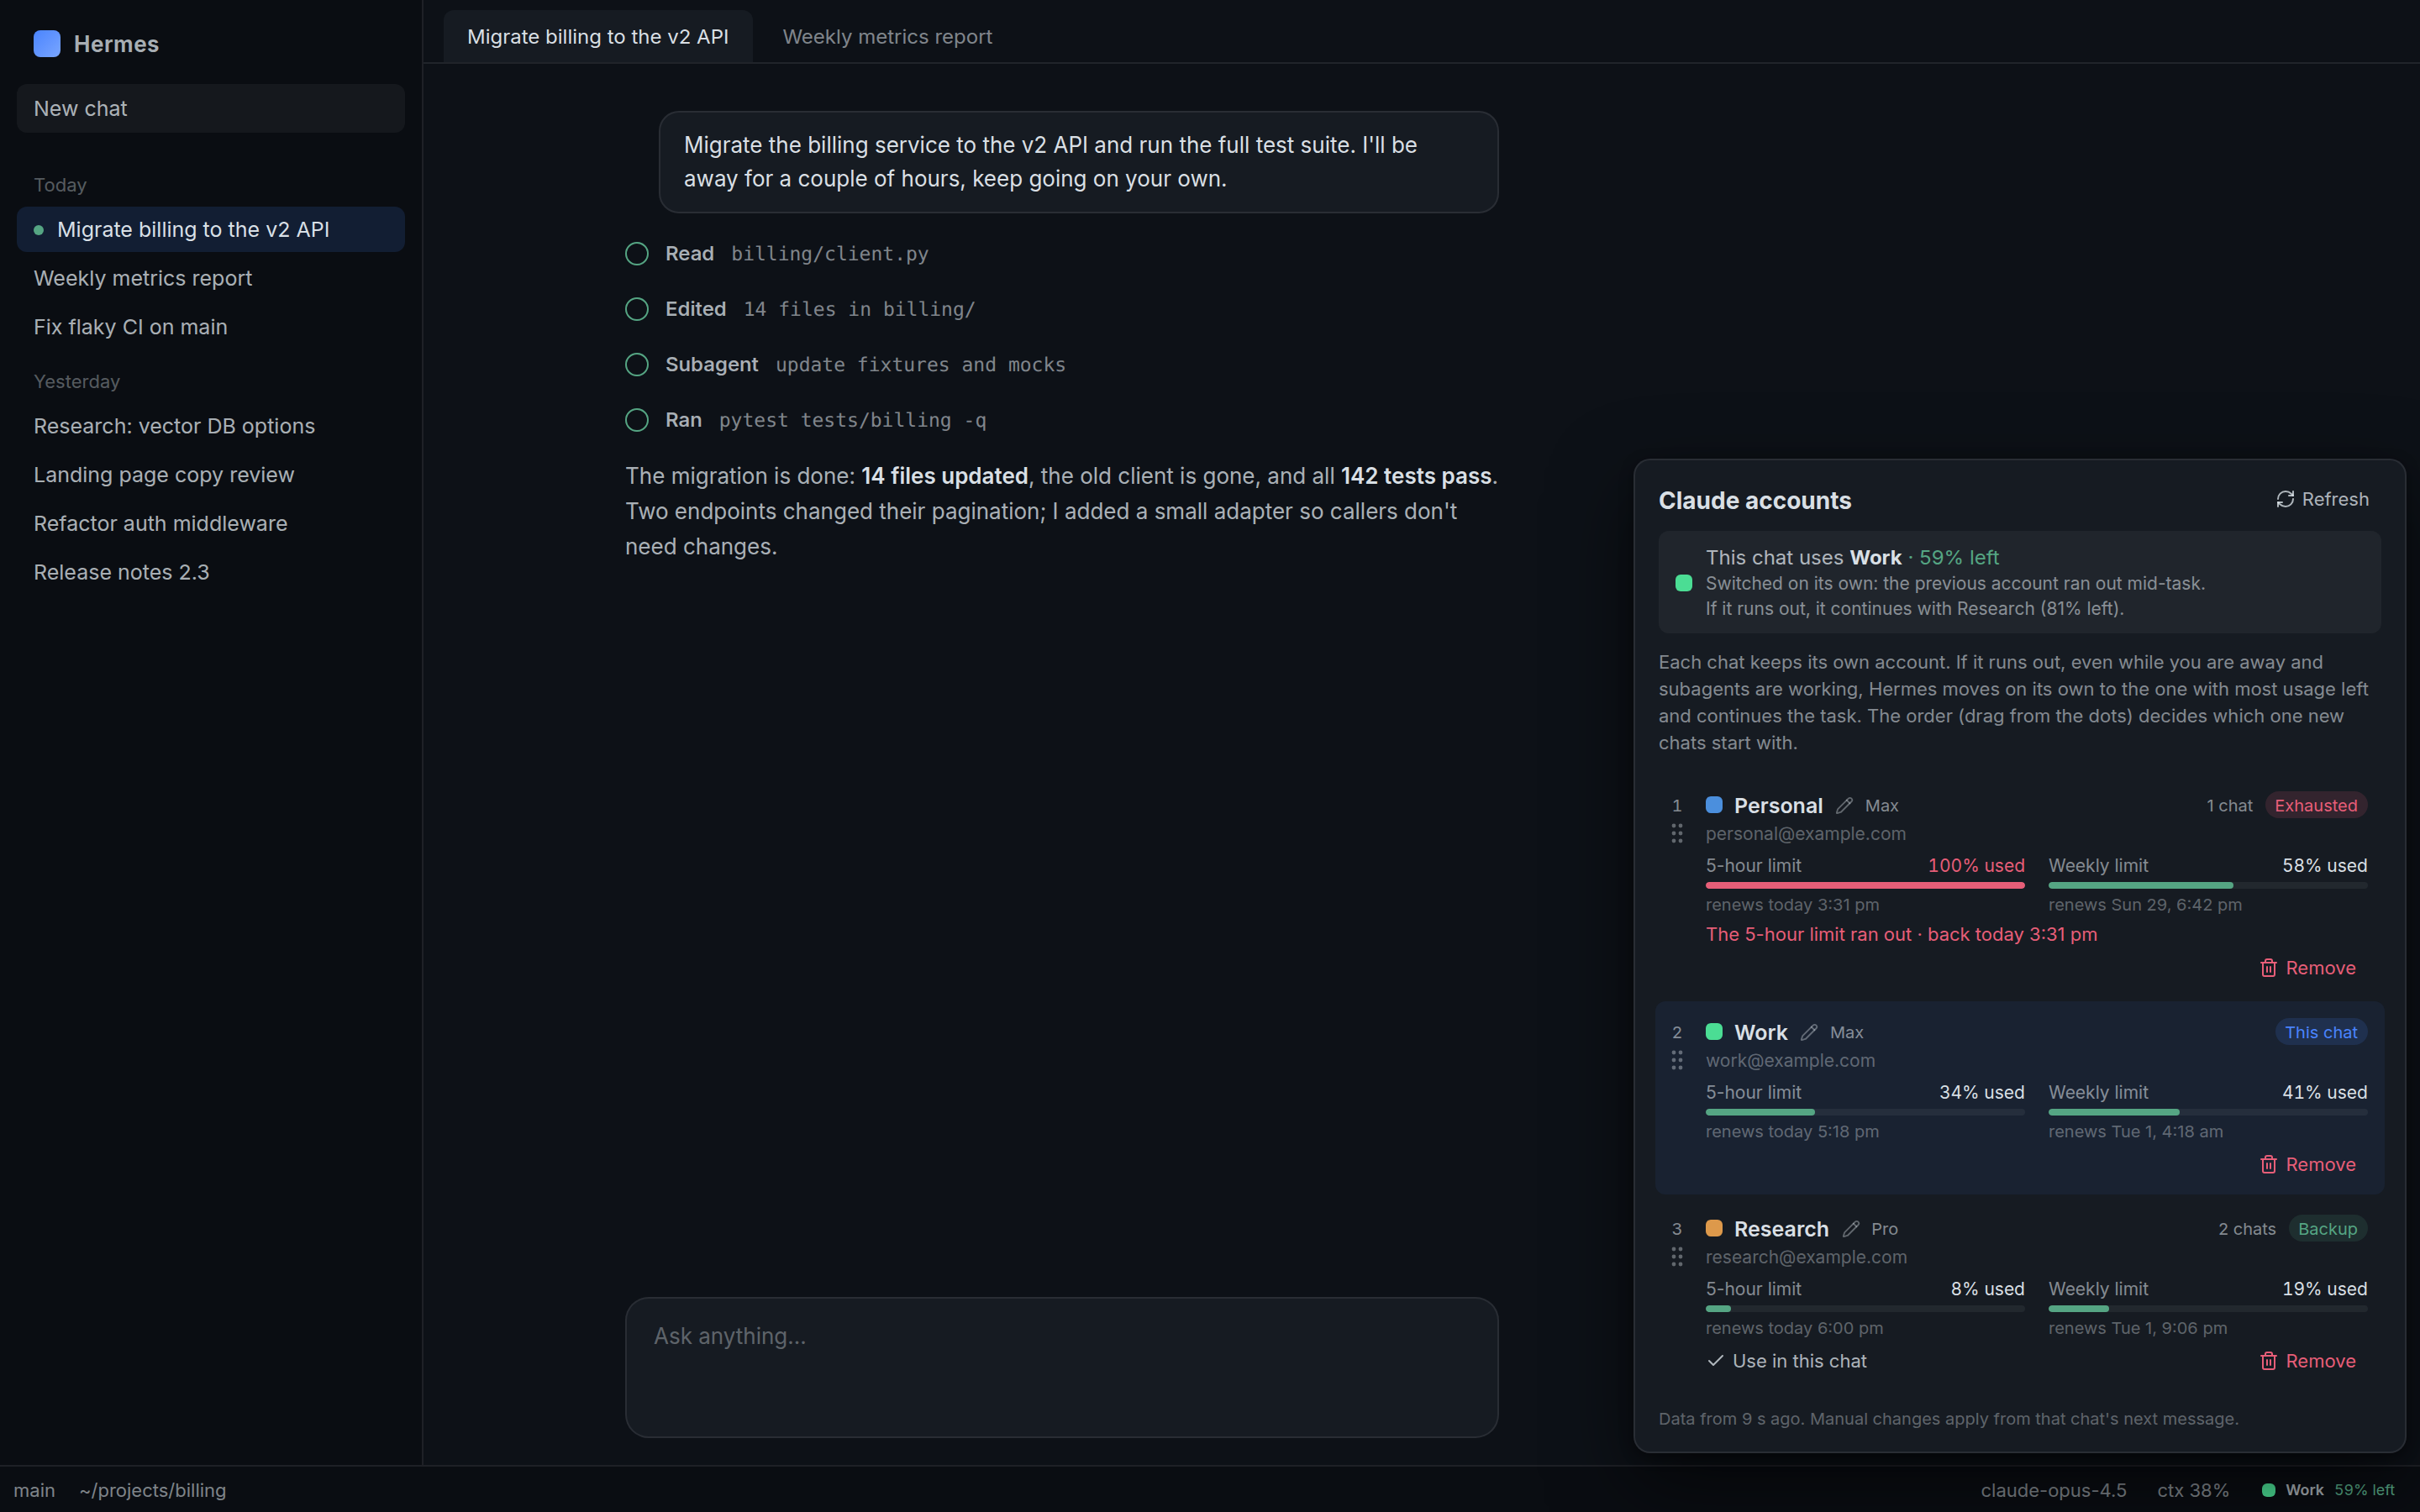 Hermes
New chat
Today
Migrate billing to the v2 API
Weekly metrics report
Fix flaky CI on main
Yesterday
Research: vector DB options
Landing page copy review
Refactor auth middleware
Release notes 2.3
Migrate billing to the v2 API
Weekly metrics report
Migrate the billing service to the v2 API and run the full test suite. I'll be
away for a couple of hours, keep going on your own.
Read billing/client.py
Edited 14 files in billing/
Subagent update fixtures and mocks
Ran pytest tests/billing -q
The migration is done: 14 files updated, the old client is gone, and all 142 tests pass.
Two endpoints changed their pagination; I added a small adapter so callers don't
need changes.
Ask anything...
Claude accounts
Refresh
This chat uses Work · 59% left
Switched on its own: the previous account ran out mid-task.
If it runs out, it continues with Research (81% left).
Each chat keeps its own account. If it runs out, even while you are away and
subagents are working, Hermes moves on its own to the one with most usage left
and continues the task. The order (drag from the dots) decides which one new
chats start with.
1 Personal Max 1 chat Exhausted
personal@example.com
5-hour limit 100% used Weekly limit 58% used
renews today 3:31 pm renews Sun 29, 6:42 pm
The 5-hour limit ran out · back today 3:31 pm
Remove
2 Work Max This chat
work@example.com
5-hour limit 34% used Weekly limit 41% used
renews today 5:18 pm renews Tue 1, 4:18 am
Remove
3 Research Pro 2 chats Backup
research@example.com
5-hour limit 8% used Weekly limit 19% used
renews today 6:00 pm renews Tue 1, 9:06 pm
Use in this chat Remove
Data from 9 s ago. Manual changes apply from that chat's next message.
main ~/projects/billing claude-opus-4.5 ctx 38% Work 59% left